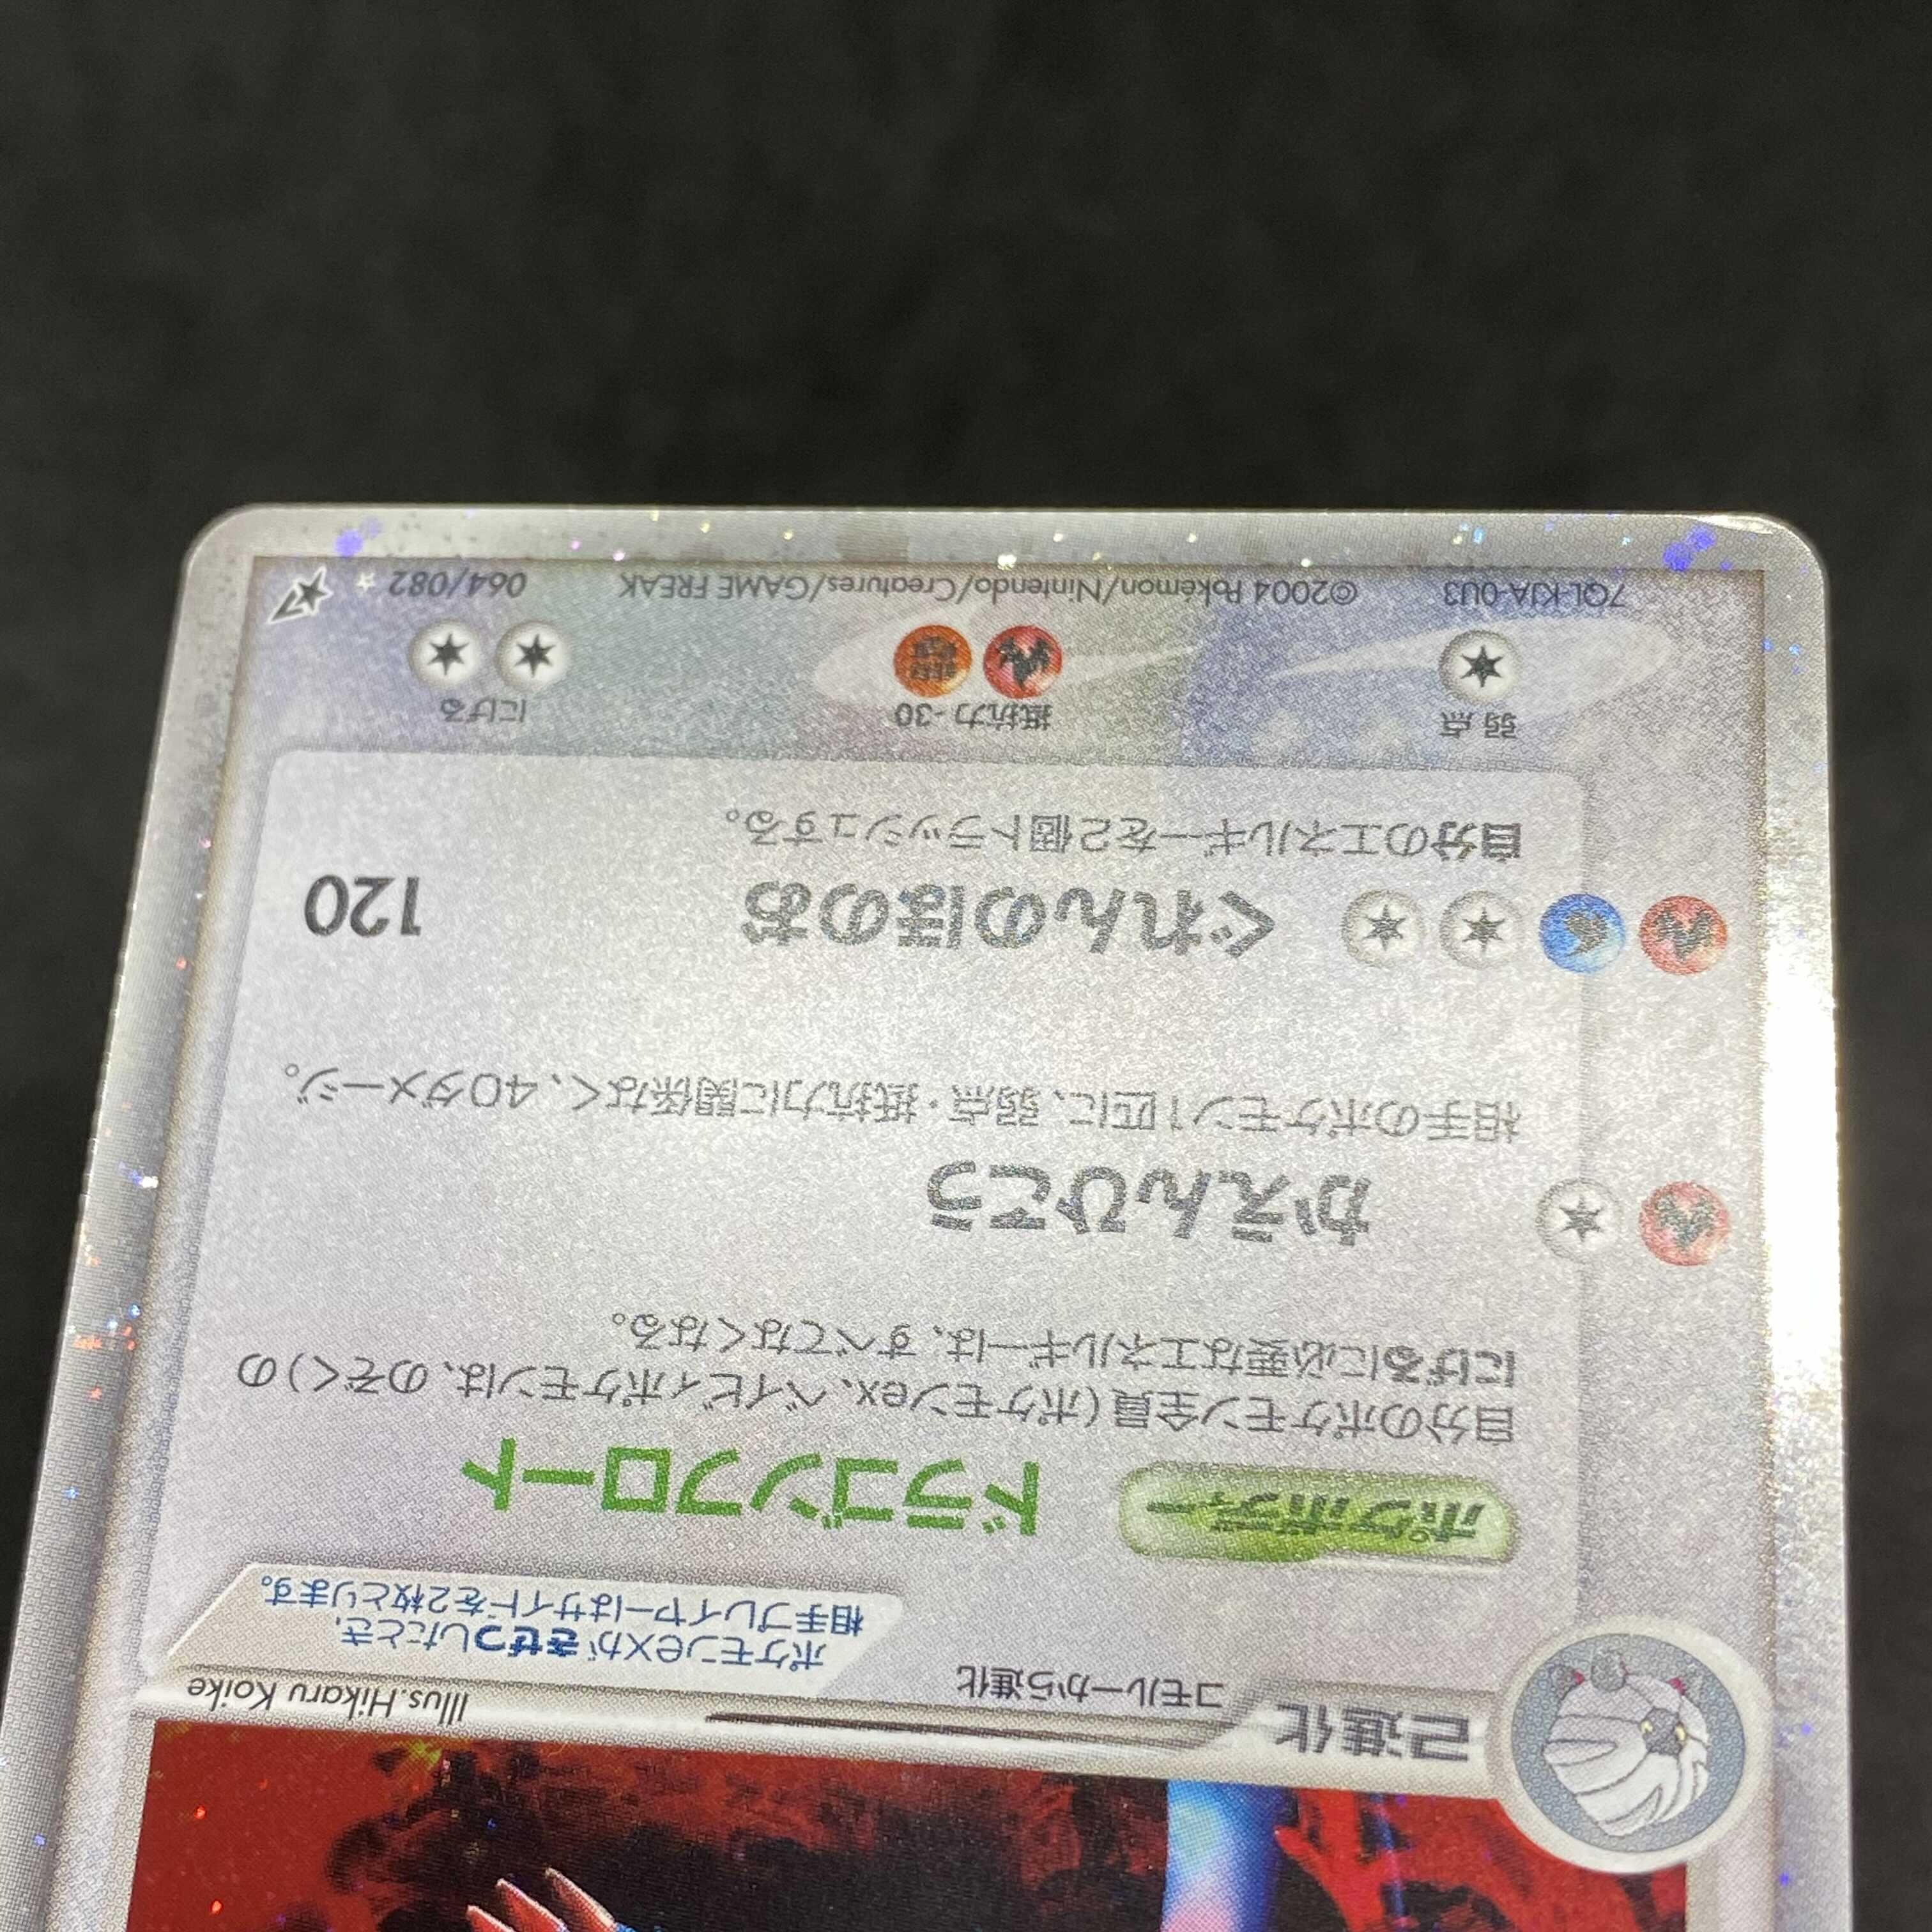 2進化
コモルーから進化
Illus.Hikaru Koike
ポケモンexがきぜつしたとき、
相手プレイヤーはサイドを2枚とります。
ポケボディー
ドラゴンフロート
自分のポケモン全員(ポケモンex、ベイビィポケモンは、のぞく)の
にげるに必要なエネルギーは、すべてなくなる。
かえんひこう
相手のポケモン1匹に、弱点・抵抗力に関係なく、40ダメージ。
ぐれんのほのお
120
自分のエネルギーを2個トラッシュする。
弱点
抵抗力 -30
にげる
7QL-KJA-0U3
©2004 Pokémon/Nintendo/Creatures/GAME FREAK
064/082